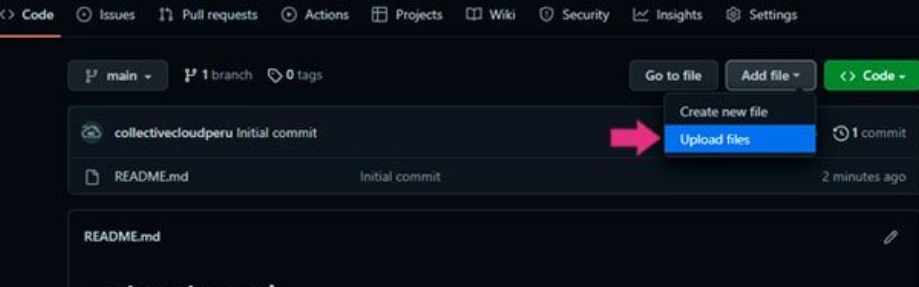 <> Code Issues Pull requests Actions Projects Wiki Security Insights Settings
main 1 branch 0 tags Go to file Add file <> Code
Create new file
collectivecloudperu Initial commit 1 commit
Upload files
README.md Initial commit 2 minutes ago
README.md